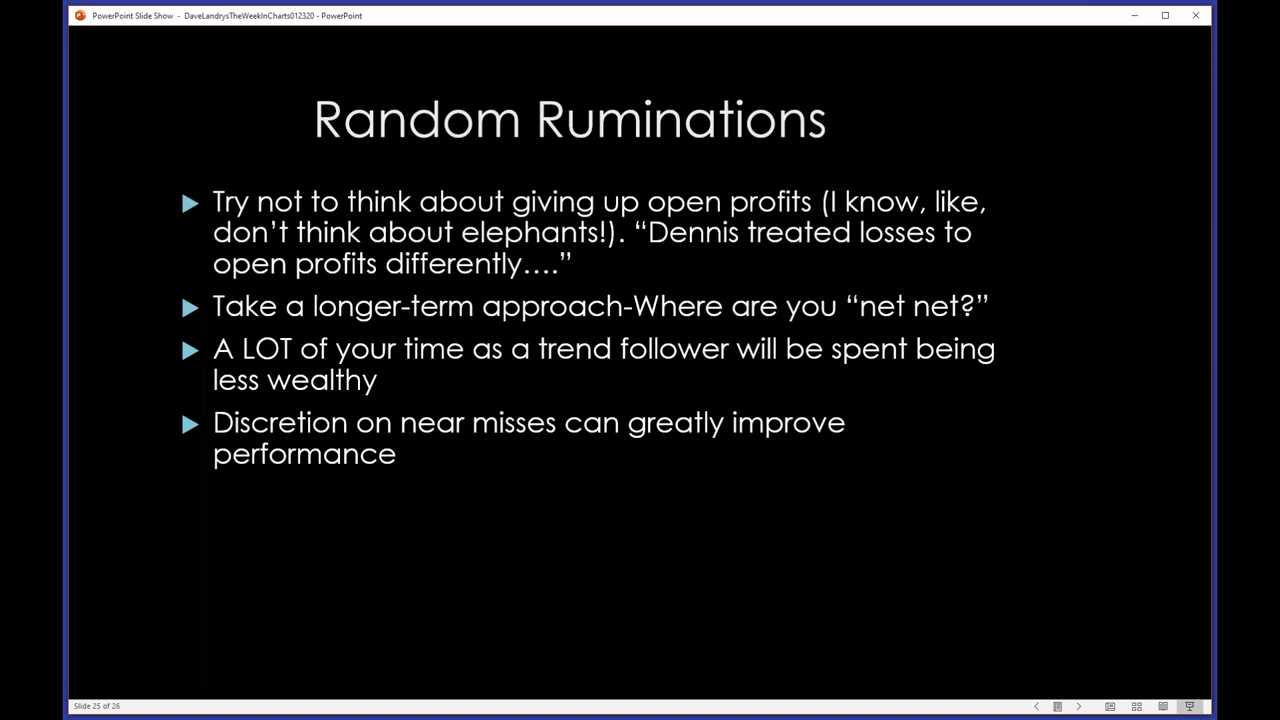 PowerPoint Slide Show - DaveLandrysTheWeekInCharts012320 - PowerPoint
Random Ruminations
Try not to think about giving up open profits (I know, like,
don’t think about elephants!). “Dennis treated losses to
open profits differently….”
Take a longer-term approach-Where are you “net net?”
A LOT of your time as a trend follower will be spent being
less wealthy
Discretion on near misses can greatly improve
performance
Slide 25 of 26